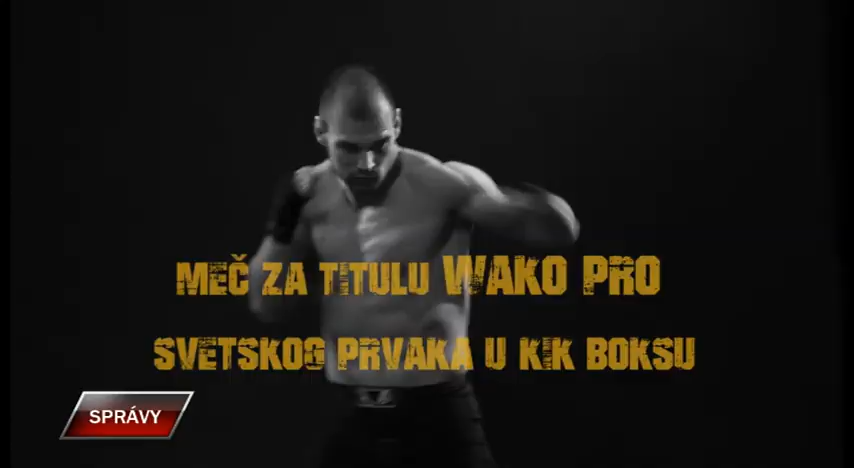 MEČ ZA TITULU WAKO PRO
SVETSKOG PRVAKA U KIK BOKSU
SPRÁVY